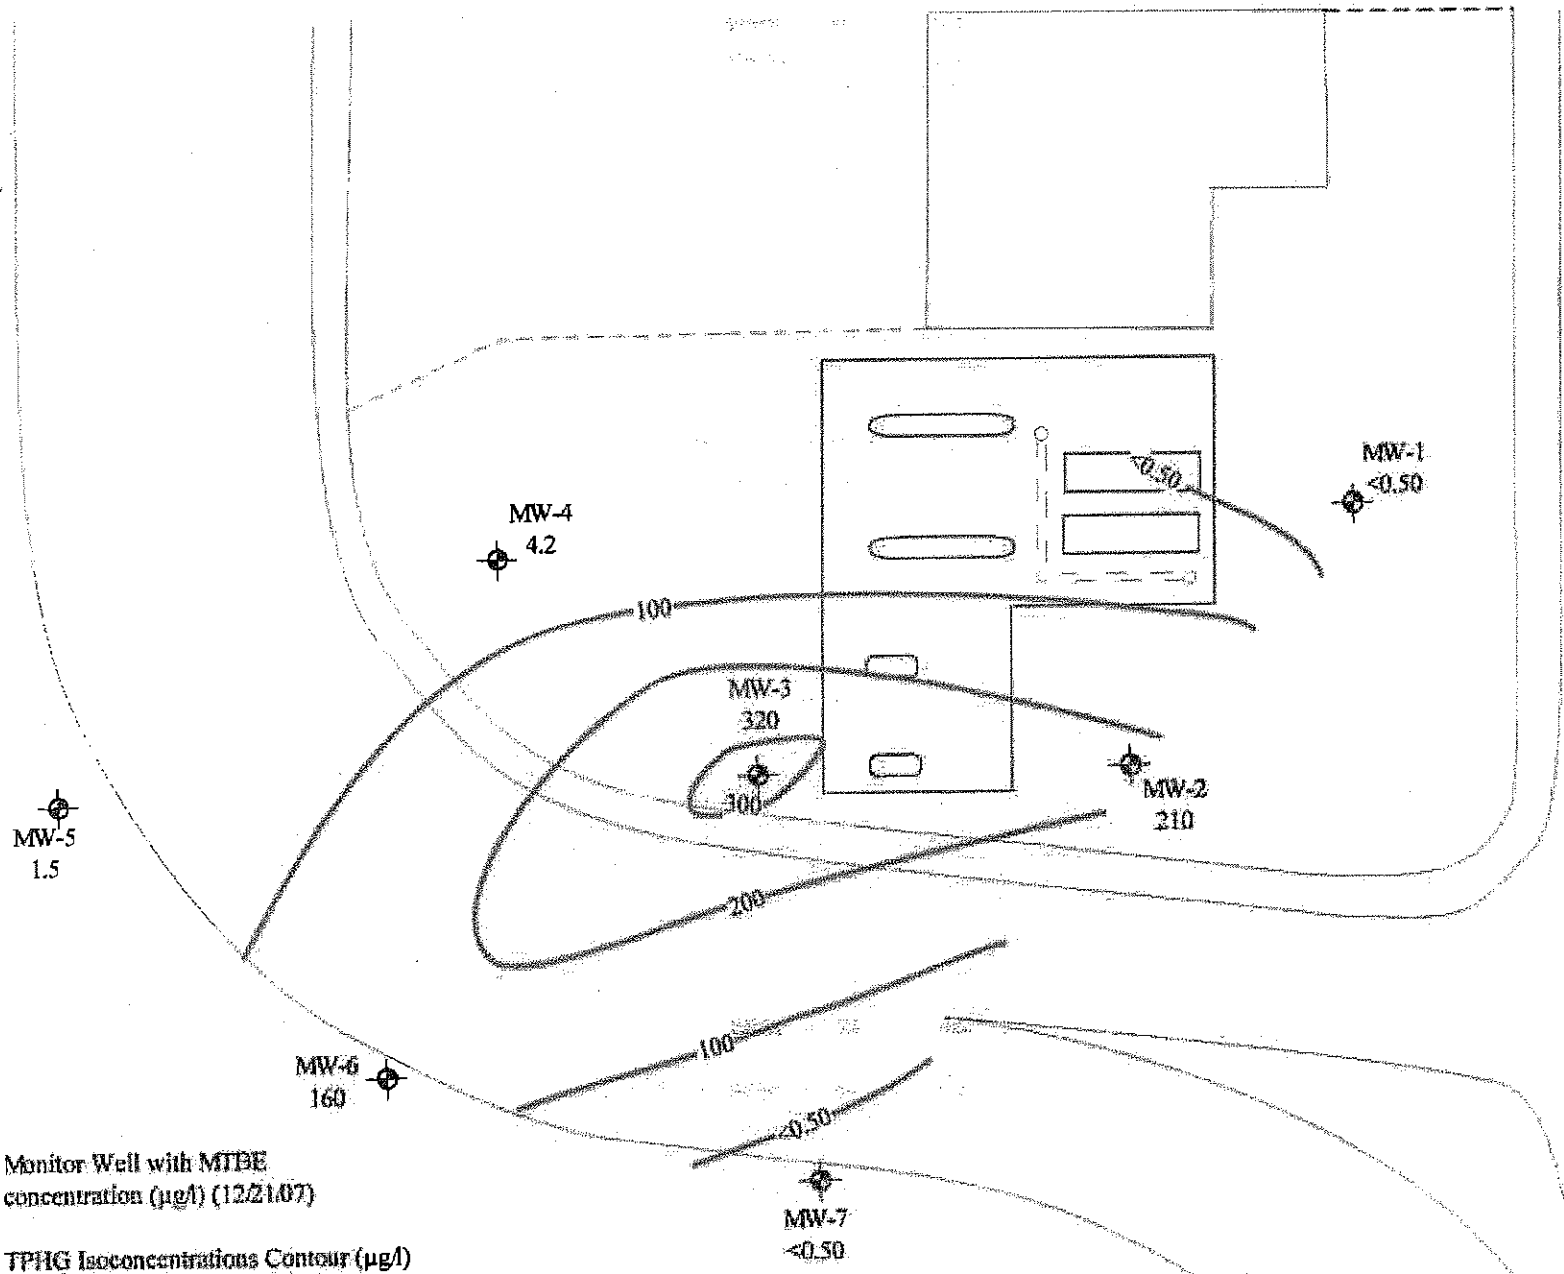 <0.50
MW-1
<0.50
MW-4
4.2
100
MW-3
320
300
MW-2
210
MW-5
1.5
200
100
MW-6
160
<0.50
MW-7
<0.50
Monitor Well with MTBE
concentration (µg/l) (12/21/07)
TPHG Isoconcentrations Contour (µg/l)